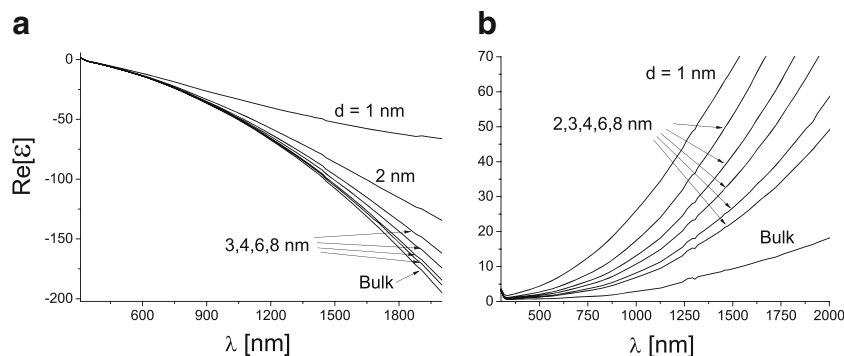 a
0
-50
-100
-150
-200
Re[ε]
d = 1 nm
2 nm
3,4,6,8 nm
Bulk
600 900 1200 1500 1800
λ [nm]
b
70
60
50
40
30
20
10
0
d = 1 nm
2,3,4,6,8 nm
Bulk
500 750 1000 1250 1500 1750 2000
λ [nm]